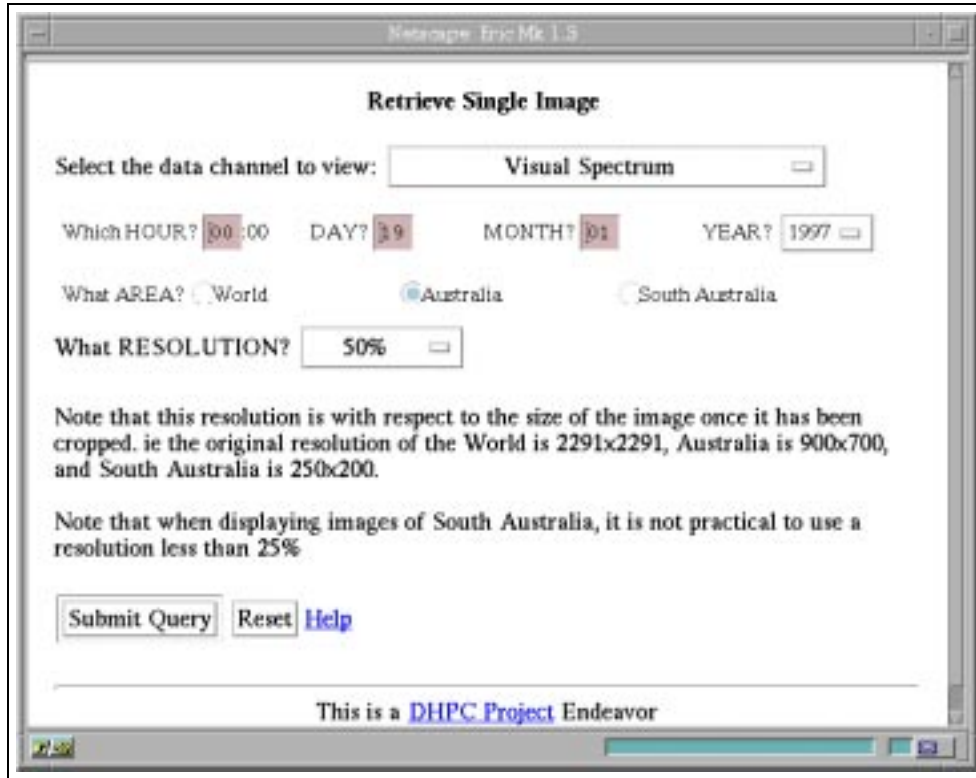 Netscape: Eric Mk 1.3
Retrieve Single Image
Select the data channel to view: Visual Spectrum
Which HOUR? 00 :00 DAY? 19 MONTH? 01 YEAR? 1997
What AREA? World Australia South Australia
What RESOLUTION? 50%
Note that this resolution is with respect to the size of the image once it has been
cropped. ie the original resolution of the World is 2291x2291, Australia is 900x700,
and South Australia is 250x200.
Note that when displaying images of South Australia, it is not practical to use a
resolution less than 25%
Submit Query Reset Help
This is a DHPC Project Endeavor